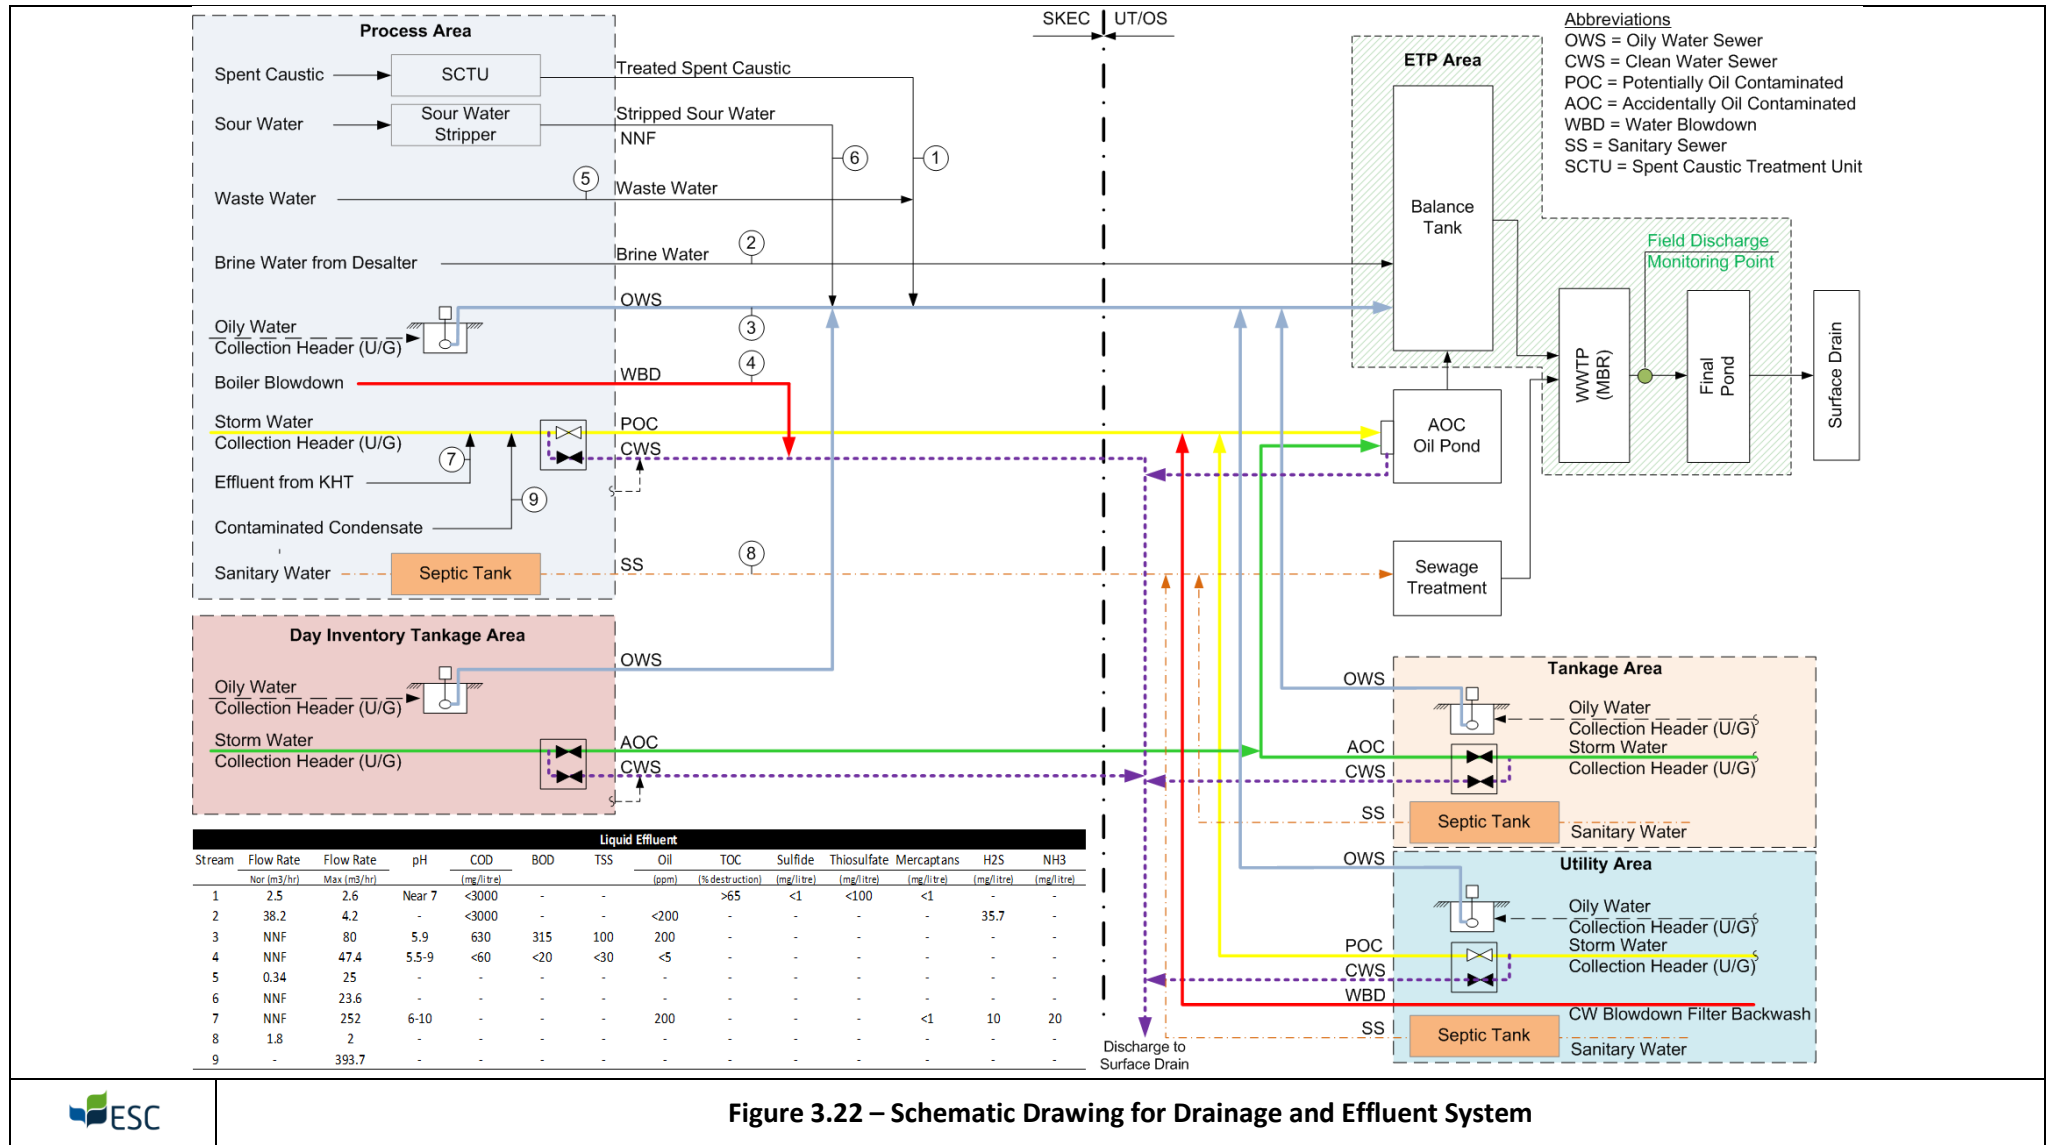 Process Area
Spent Caustic
SCTU
Treated Spent Caustic
Sour Water
Sour Water
Stripper
Stripped Sour Water
NNF
6
1
5
Waste Water
Waste Water
Brine Water from Desalter
Brine Water
2
OWS
3
Oily Water
Collection Header (U/G)
Boiler Blowdown
WBD
4
Storm Water
Collection Header (U/G)
POC
CWS
7
Effluent from KHT
9
Contaminated Condensate
Sanitary Water
Septic Tank
SS
8
SKEC
UT/OS
ETP Area
Balance
Tank
Field Discharge
Monitoring Point
WWTP
(MBR)
Final
Pond
Surface Drain
AOC
Oil Pond
Sewage
Treatment
Abbreviations
OWS = Oily Water Sewer
CWS = Clean Water Sewer
POC = Potentially Oil Contaminated
AOC = Accidentally Oil Contaminated
WBD = Water Blowdown
SS = Sanitary Sewer
SCTU = Spent Caustic Treatment Unit
Day Inventory Tankage Area
Oily Water
Collection Header (U/G)
OWS
Storm Water
Collection Header (U/G)
AOC
CWS
Tankage Area
OWS
Oily Water
Collection Header (U/G)
AOC
Storm Water
CWS
Collection Header (U/G)
SS
Septic Tank
Sanitary Water
Utility Area
OWS
Oily Water
Collection Header (U/G)
POC
Storm Water
CWS
Collection Header (U/G)
WBD
CW Blowdown Filter Backwash
SS
Septic Tank
Sanitary Water
Discharge to
Surface Drain
Liquid Effluent
Stream Flow Rate Flow Rate pH COD BOD TSS Oil TOC Sulfide Thiosulfate Mercaptans H2S NH3
Nor (m3/hr) Max (m3/hr) (mg/litre) (ppm) (% destruction) (mg/litre) (mg/litre) (mg/litre) (mg/litre) (mg/litre)
1 2.5 2.6 Near 7 <3000 - - >65 <1 <100 <1 - -
2 38.2 4.2 - <3000 - - <200 - - - - 35.7 -
3 NNF 80 5.9 630 315 100 200 - - - - - -
4 NNF 47.4 5.5-9 <60 <20 <30 <5 - - - - - -
5 0.34 25 - - - - - - - - - - -
6 NNF 23.6 - - - - - - - - - - -
7 NNF 252 6-10 - - - 200 - - - <1 10 20
8 1.8 2 - - - - - - - - - - -
9 - 393.7 - - - - - - - - - - -
ESC
Figure 3.22 – Schematic Drawing for Drainage and Effluent System